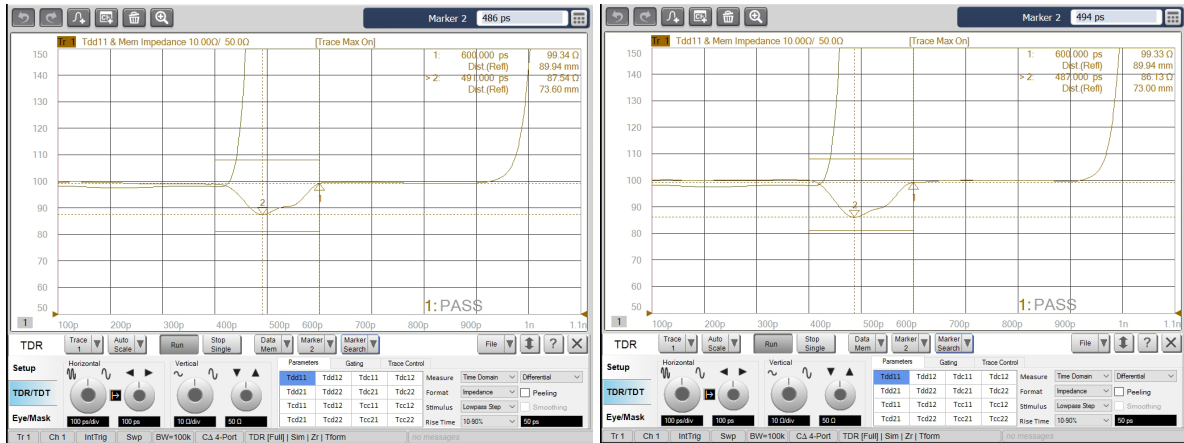 Marker 2 486 ps
Tr 1 Tdd11 & Mem Impedance 10.00Ω/ 50.0Ω [Trace Max On]
1: 600.000 ps 99.34 Ω
Dist.(Refl) 89.94 mm
> 2: 491.000 ps 87.54 Ω
Dist.(Refl) 73.60 mm
150
140
130
120
110
100
90
80
70
60
50
2
1
1: PASS
1
100p 200p 300p 400p 500p 600p 700p 800p 900p 1n 1.1n
TDR Trace 1 Auto Scale Run Stop Single Data Mem Marker 2 Marker Search File ? X
Setup
TDR/TDT
Eye/Mask
Horizontal Vertical
100 ps/div 100 ps 10 Ω/div 50 Ω
Parameters Gating Trace Control
Tdd11 Tdd12 Tdc11 Tdc12
Tdd21 Tdd22 Tdc21 Tdc22
Tcd11 Tcd12 Tcc11 Tcc12
Tcd21 Tcd22 Tcc21 Tcc22
Measure Time Domain Differential
Format Impedance Peeling
Stimulus Lowpass Step Smoothing
Rise Time 10-90% 50 ps
Tr 1 Ch 1 IntTrig Swp BW=100k CΔ 4-Port TDR [Full] | Sim | Zr | Tform no messages
Marker 2 494 ps
Tr 1 Tdd11 & Mem Impedance 10.00Ω/ 50.0Ω [Trace Max On]
1: 600.000 ps 99.33 Ω
Dist.(Refl) 89.94 mm
> 2: 487.000 ps 86.13 Ω
Dist.(Refl) 73.00 mm
150
140
130
120
110
100
90
80
70
60
50
2
1
1: PASS
1
100p 200p 300p 400p 500p 600p 700p 800p 900p 1n 1.1n
TDR Trace 1 Auto Scale Run Stop Single Data Mem Marker 2 Marker Search File ? X
Setup
TDR/TDT
Eye/Mask
Horizontal Vertical
100 ps/div 100 ps 10 Ω/div 50 Ω
Parameters Gating Trace Control
Tdd11 Tdd12 Tdc11 Tdc12
Tdd21 Tdd22 Tdc21 Tdc22
Tcd11 Tcd12 Tcc11 Tcc12
Tcd21 Tcd22 Tcc21 Tcc22
Measure Time Domain Differential
Format Impedance Peeling
Stimulus Lowpass Step Smoothing
Rise Time 10-90% 50 ps
Tr 1 Ch 1 IntTrig Swp BW=100k CΔ 4-Port TDR [Full] | Sim | Zr | Tform no messages